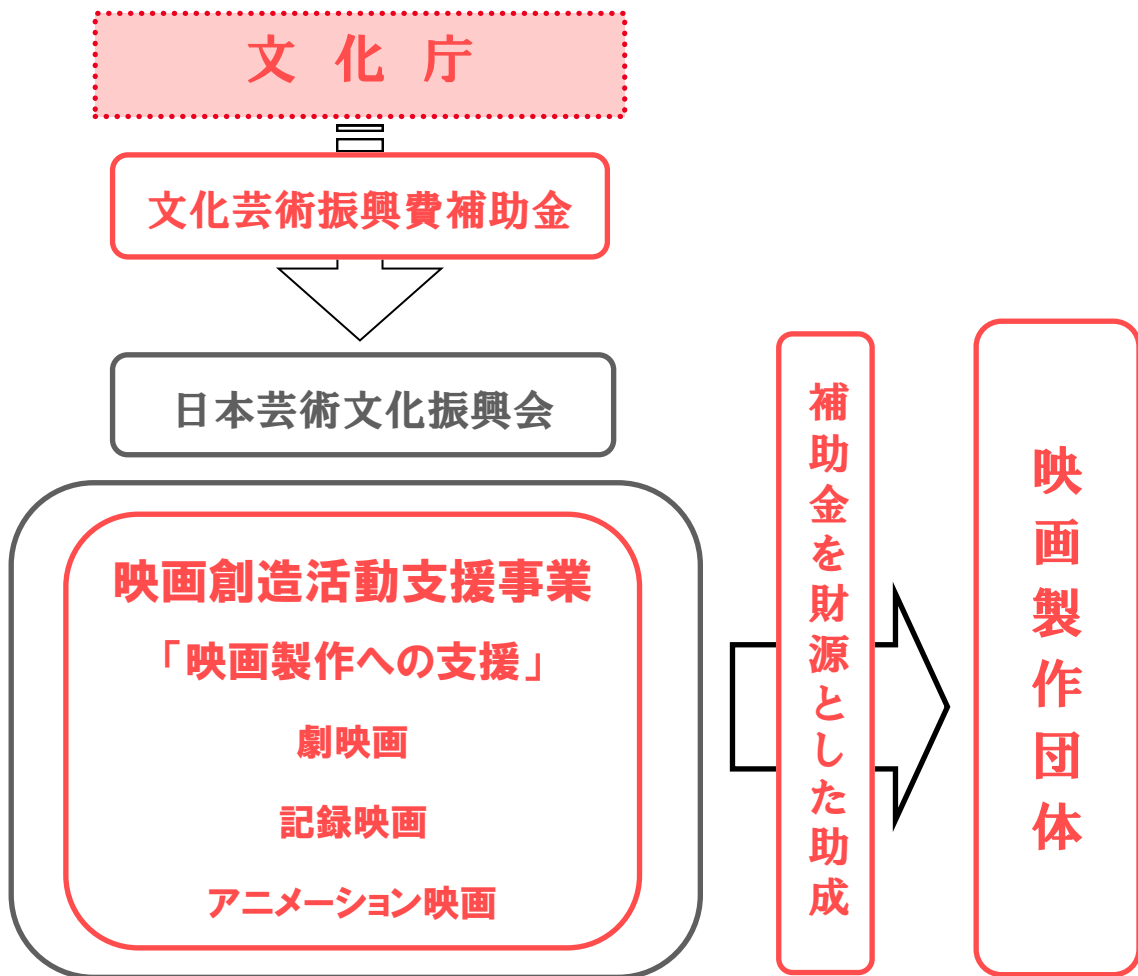 文化庁
文化芸術振興費補助金
日本芸術文化振興会
映画創造活動支援事業
「映画製作への支援」
劇映画
記録映画
アニメーション映画
補助金を財源とした助成
映画製作団体